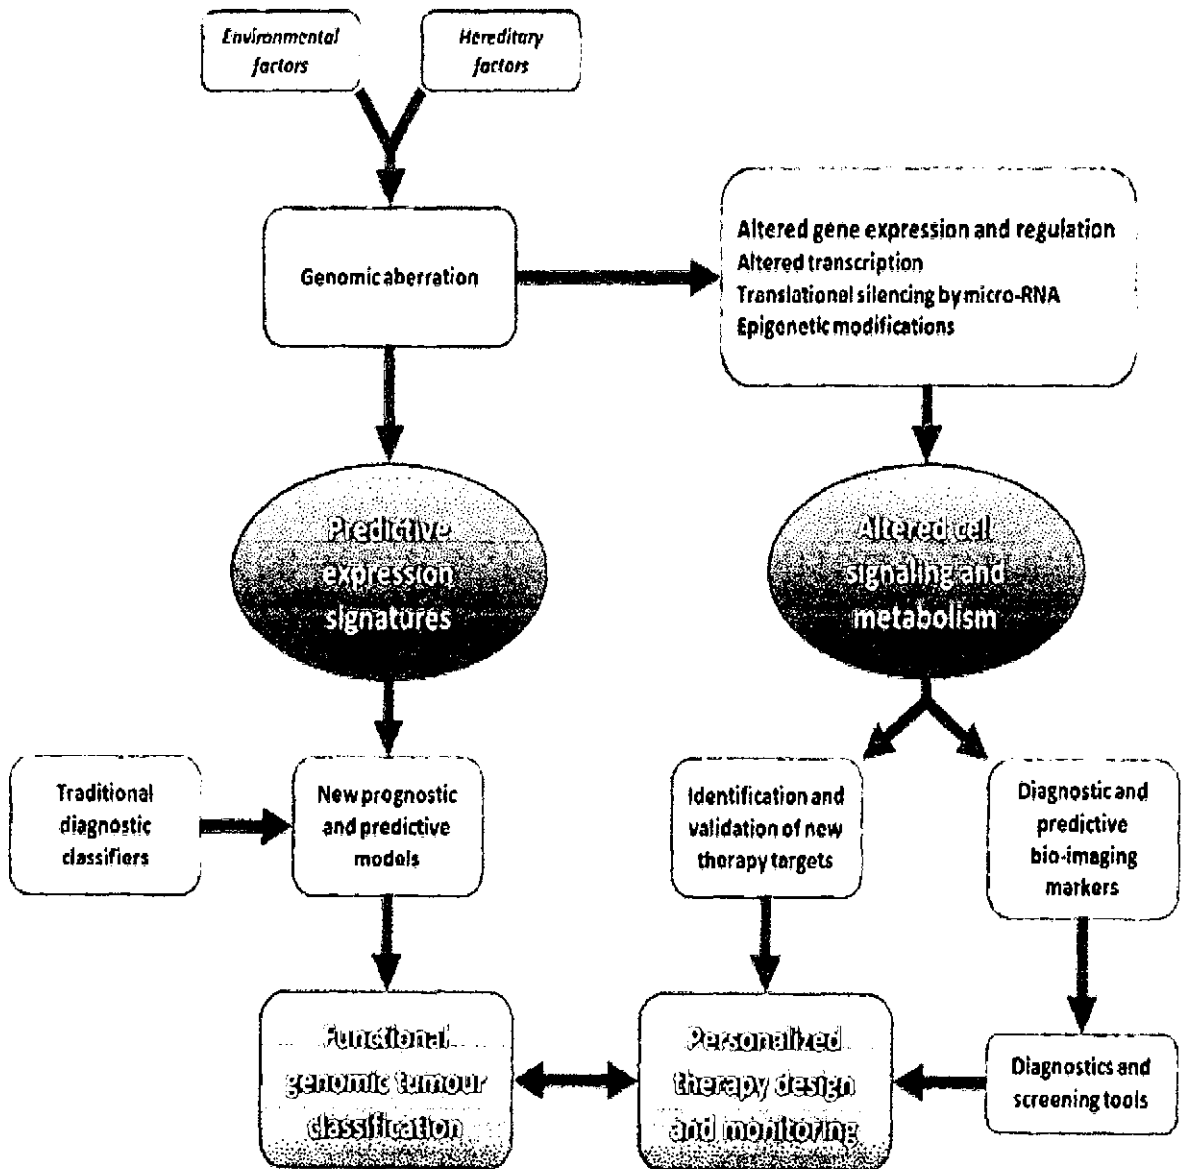 Environmental
factors
Hereditary
factors
Genomic aberration
Altered gene expression and regulation
Altered transcription
Translational silencing by micro-RNA
Epigenetic modifications
Predictive
expression
signatures
Altered cell
signaling and
metabolism
Traditional
diagnostic
classifiers
New prognostic
and predictive
models
Identification and
validation of new
therapy targets
Diagnostic and
predictive
bio-imaging
markers
Functional
genomic tumour
classification
Personalized
therapy design
and monitoring
Diagnostics and
screening tools